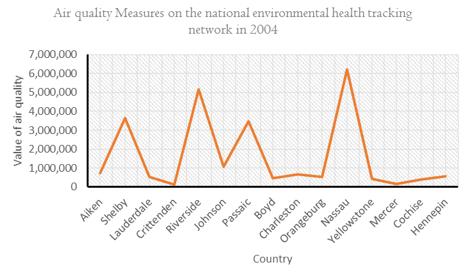 Air quality Measures on the national environmental health tracking
network in 2004
Value of air quality
7,000,000
6,000,000
5,000,000
4,000,000
3,000,000
2,000,000
1,000,000
0
Aiken
Shelby
Lauderdale
Crittenden
Riverside
Johnson
Passaic
Boyd
Charleston
Orangeburg
Nassau
Yellowstone
Mercer
Cochise
Hennepin
Country